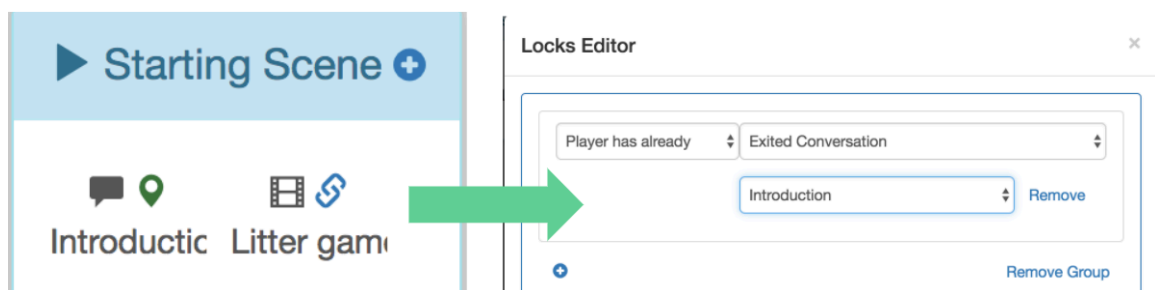 Starting Scene
Introductic Litter gam
Locks Editor
×
Player has already Exited Conversation
Introduction Remove
Remove Group